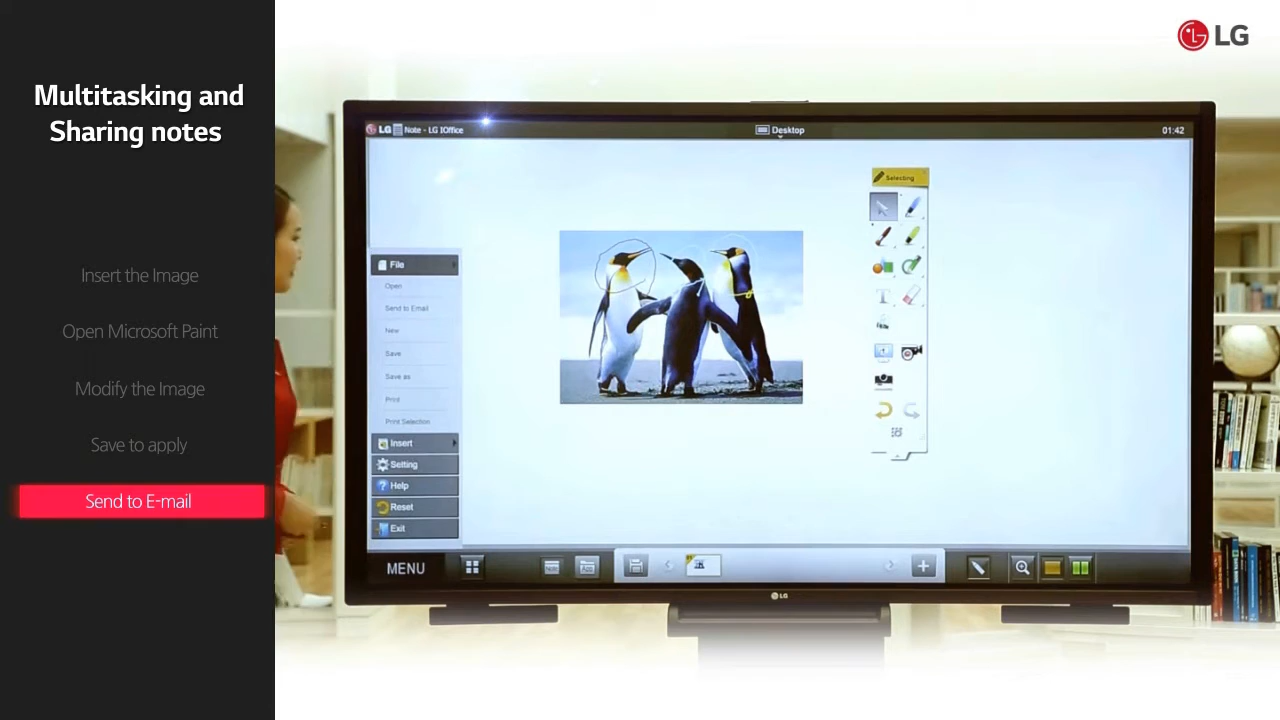 LG
Multitasking and
Sharing notes
Insert the Image
Open Microsoft Paint
Modify the Image
Save to apply
Send to E-mail
LG Note - LG IOffice
Desktop
01:42
Selecting
File
Open
Send to Email
New
Save
Save as
Print
Print Selection
Insert
Setting
Help
Reset
Exit
MENU
LG